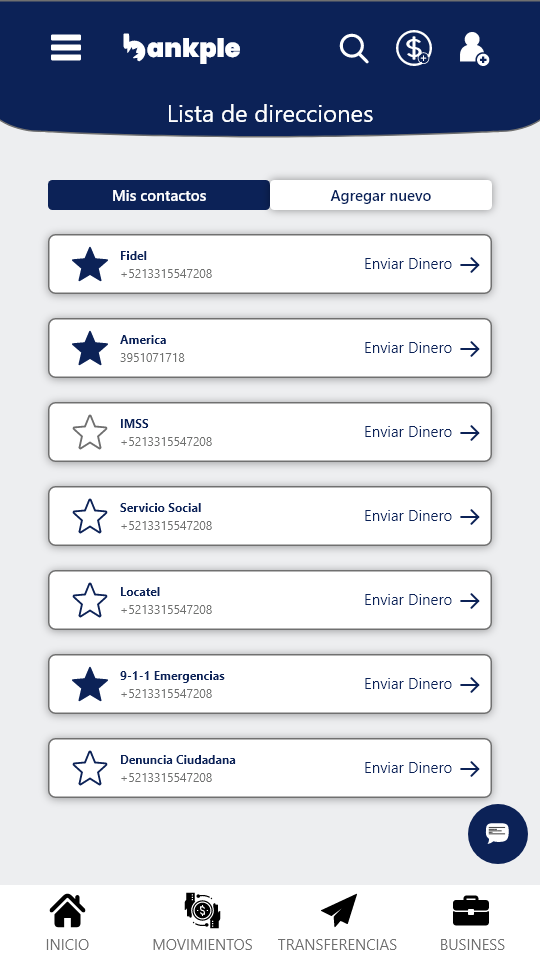 bankple
Lista de direcciones
Mis contactos Agregar nuevo
Fidel
+5213315547208
Enviar Dinero
America
3951071718
Enviar Dinero
IMSS
+5213315547208
Enviar Dinero
Servicio Social
+5213315547208
Enviar Dinero
Locatel
+5213315547208
Enviar Dinero
9-1-1 Emergencias
+5213315547208
Enviar Dinero
Denuncia Ciudadana
+5213315547208
Enviar Dinero
INICIO MOVIMIENTOS TRANSFERENCIAS BUSINESS